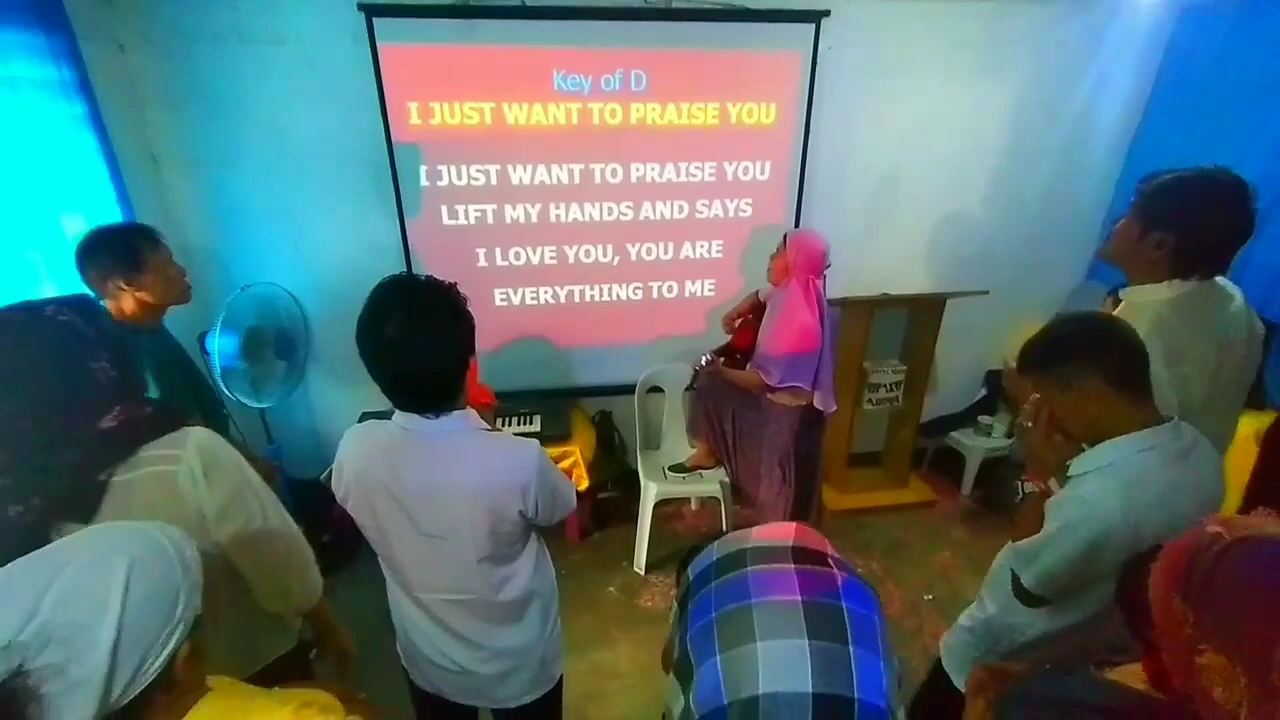 Key of D
I JUST WANT TO PRAISE YOU
I JUST WANT TO PRAISE YOU
LIFT MY HANDS AND SAYS
I LOVE YOU, YOU ARE
EVERYTHING TO ME